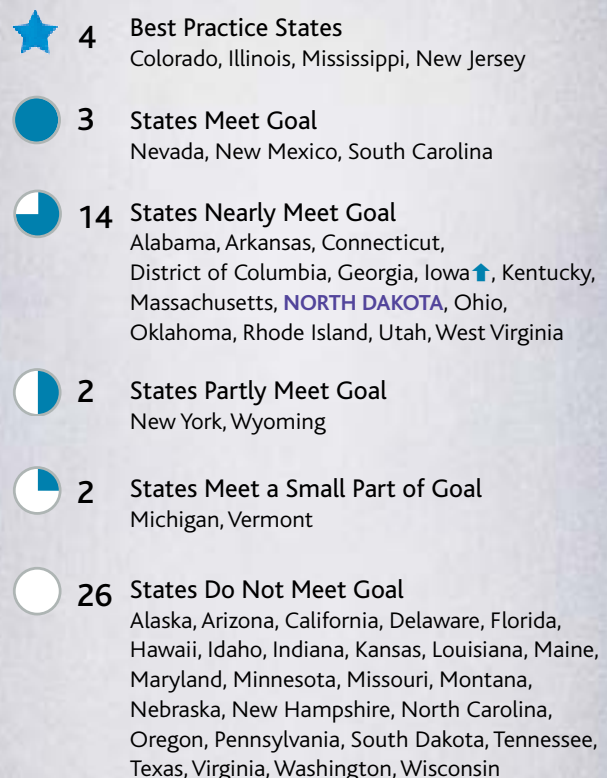 4 Best Practice States
Colorado, Illinois, Mississippi, New Jersey
3 States Meet Goal
Nevada, New Mexico, South Carolina
14 States Nearly Meet Goal
Alabama, Arkansas, Connecticut,
District of Columbia, Georgia, Iowa⬆, Kentucky,
Massachusetts, NORTH DAKOTA, Ohio,
Oklahoma, Rhode Island, Utah, West Virginia
2 States Partly Meet Goal
New York, Wyoming
2 States Meet a Small Part of Goal
Michigan, Vermont
26 States Do Not Meet Goal
Alaska, Arizona, California, Delaware, Florida,
Hawaii, Idaho, Indiana, Kansas, Louisiana, Maine,
Maryland, Minnesota, Missouri, Montana,
Nebraska, New Hampshire, North Carolina,
Oregon, Pennsylvania, South Dakota, Tennessee,
Texas, Virginia, Washington, Wisconsin